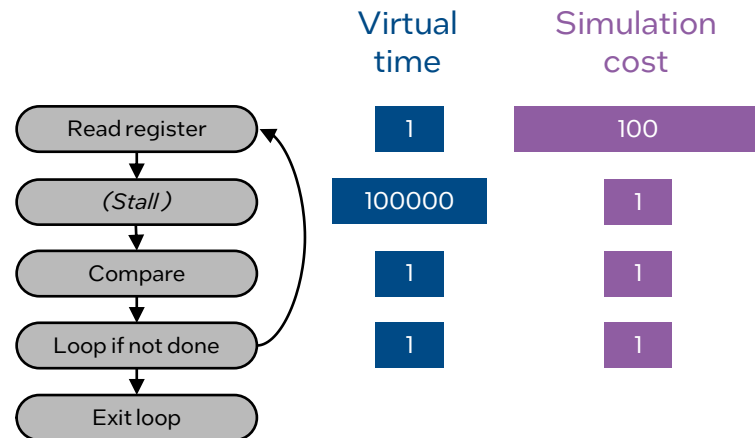 Virtual
time
Simulation
cost
Read register
1
100
(Stall)
100000
1
Compare
1
1
Loop if not done
1
1
Exit loop